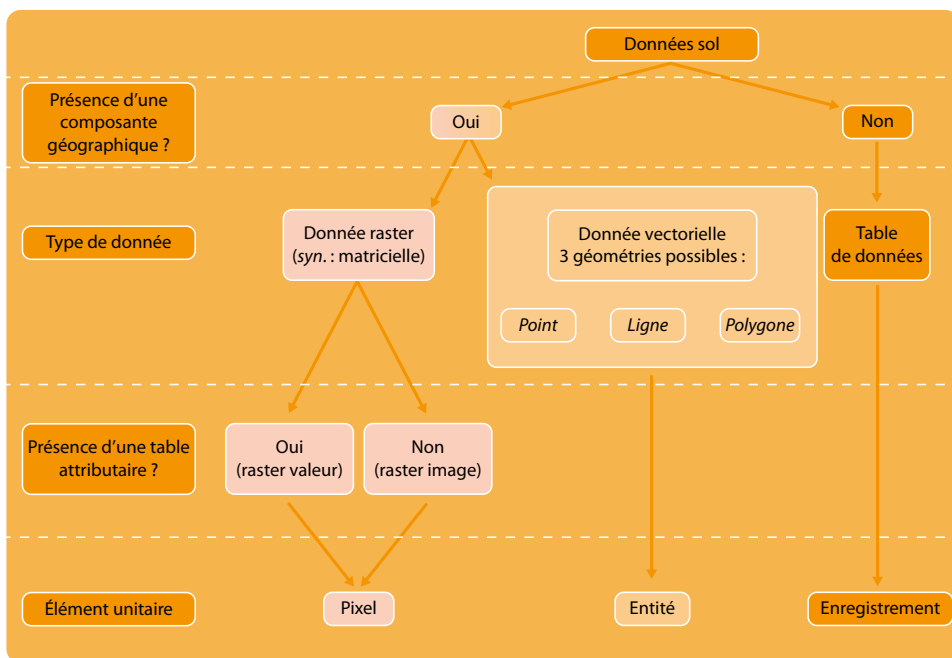 Données sol
Présence d'une
composante
géographique ?
Oui
Non
Type de donnée
Donnée raster
(syn. : matricielle)
Donnée vectorielle
3 géométries possibles :
Point
Ligne
Polygone
Table
de données
Présence d'une table
attributaire ?
Oui
(raster valeur)
Non
(raster image)
Élément unitaire
Pixel
Entité
Enregistrement